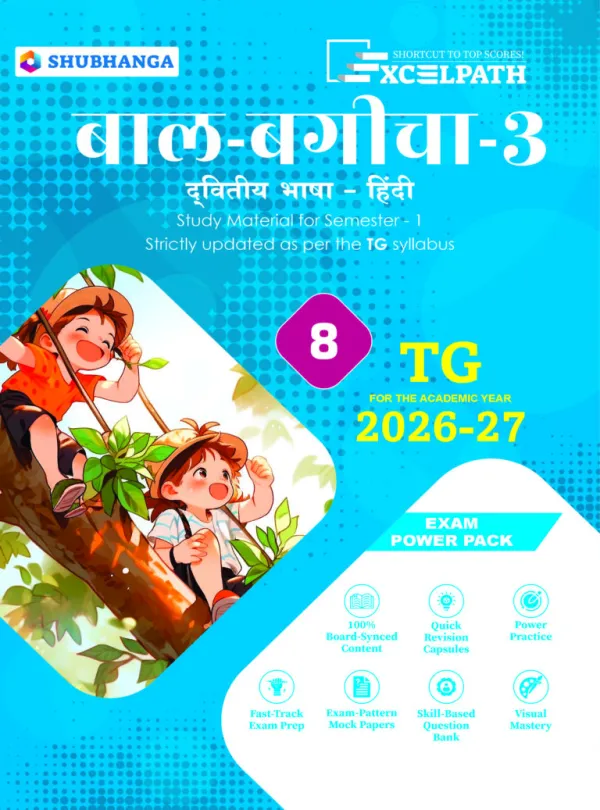 SHUBHANGA
SHORTCUT TO TOP SCORES!
EXCELPATH
बाल-बगीचा-3
द्वितीय भाषा – हिंदी
Study Material for Semester - 1
Strictly updated as per the TG syllabus
8
TG
FOR THE ACADEMIC YEAR
2026-27
EXAM
POWER PACK
100%
Board-Synced
Content
Quick
Revision
Capsules
Power
Practice
Fast-Track
Exam Prep
Exam-Pattern
Mock Papers
Skill-Based
Question
Bank
Visual
Mastery